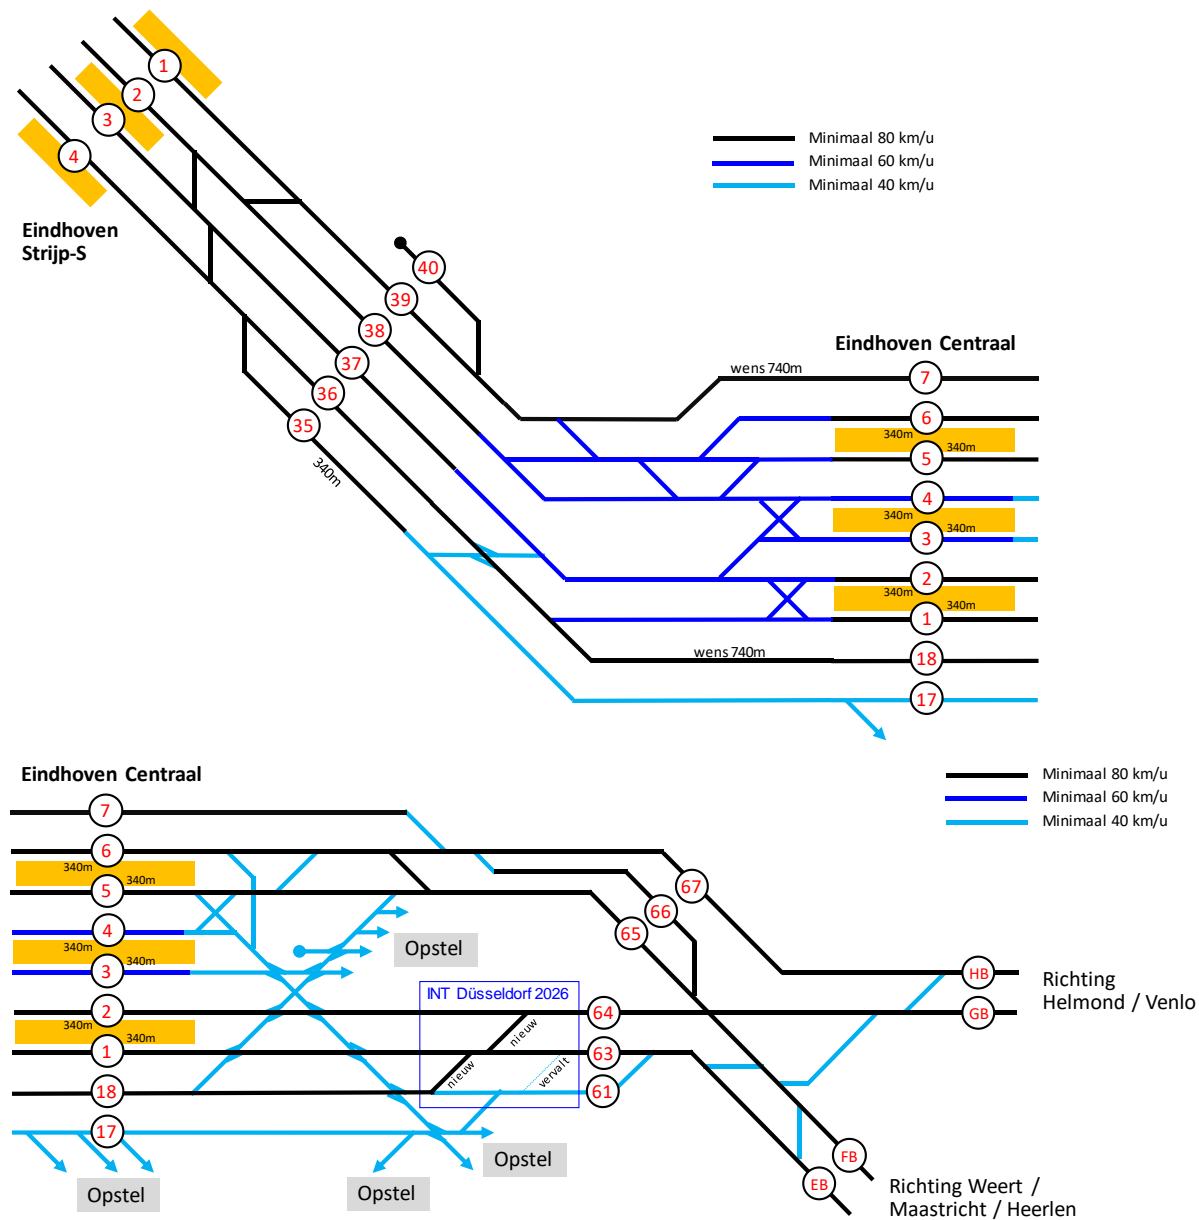 1
2
3
4
Eindhoven
Strijp-S
Minimaal 80 km/u
Minimaal 60 km/u
Minimaal 40 km/u
40
39
38
37
36
35
340m
Eindhoven Centraal
wens 740m
7
6
340m
340m
5
4
340m
340m
3
2
340m
340m
1
wens 740m
18
17
Eindhoven Centraal
Minimaal 80 km/u
Minimaal 60 km/u
Minimaal 40 km/u
7
6
340m
340m
5
4
340m
340m
3
2
340m
340m
1
18
17
67
66
65
Opstel
INT Düsseldorf 2026
nieuw
nieuw
vervalt
64
63
61
HB
GB
Richting
Helmond / Venlo
FB
EB
Richting Weert /
Maastricht / Heerlen
Opstel
Opstel
Opstel